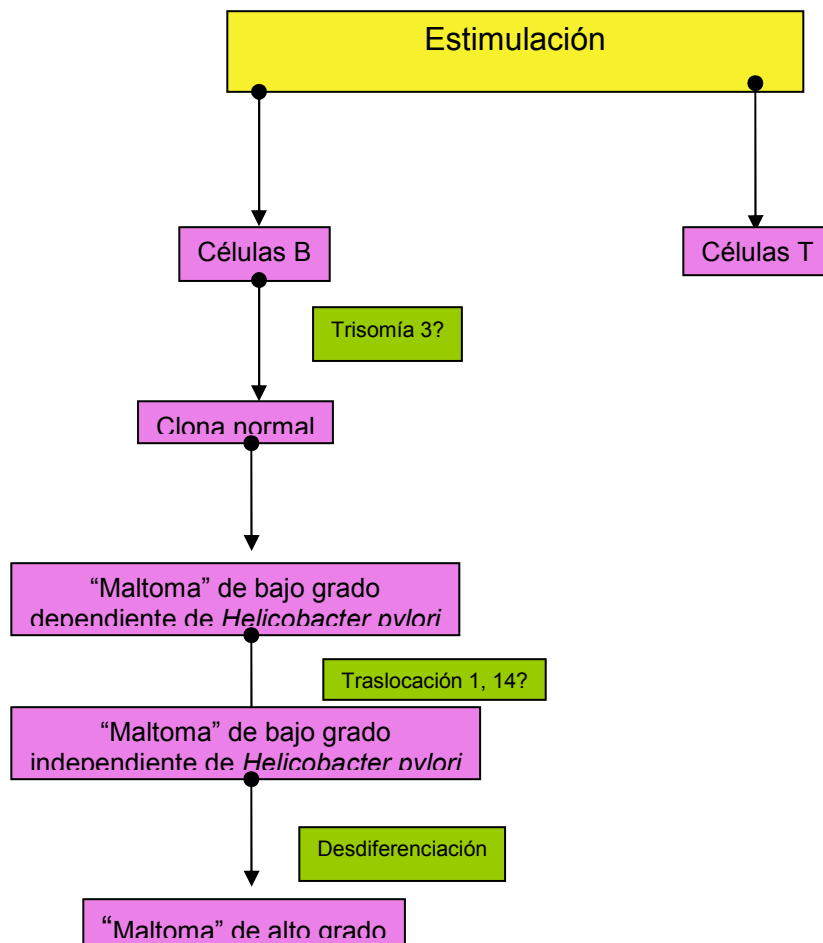 Estimulación
Células B
Células T
Trisomía 3?
Clona normal
“Maltoma” de bajo grado
dependiente de Helicobacter pylori
Traslocación 1, 14?
“Maltoma” de bajo grado
independiente de Helicobacter pylori
Desdiferenciación
“Maltoma” de alto grado